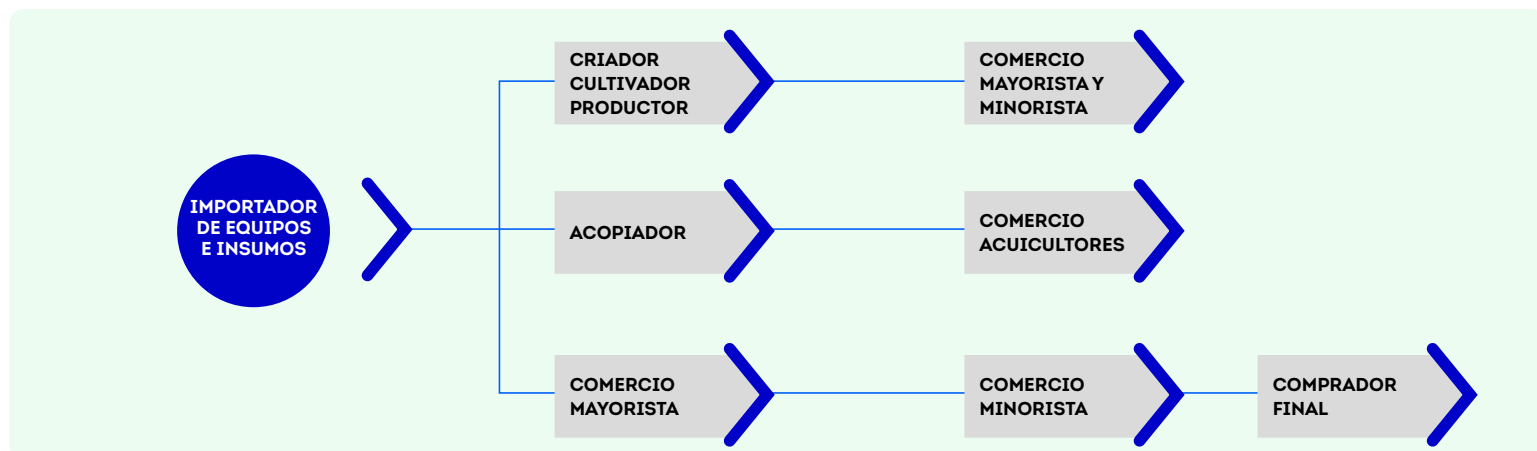 IMPORTADOR
DE EQUIPOS
E INSUMOS
CRIADOR
CULTIVADOR
PRODUCTOR
COMERCIO
MAYORISTA Y
MINORISTA
ACOPIADOR
COMERCIO
ACUICULTORES
COMERCIO
MAYORISTA
COMERCIO
MINORISTA
COMPRADOR
FINAL